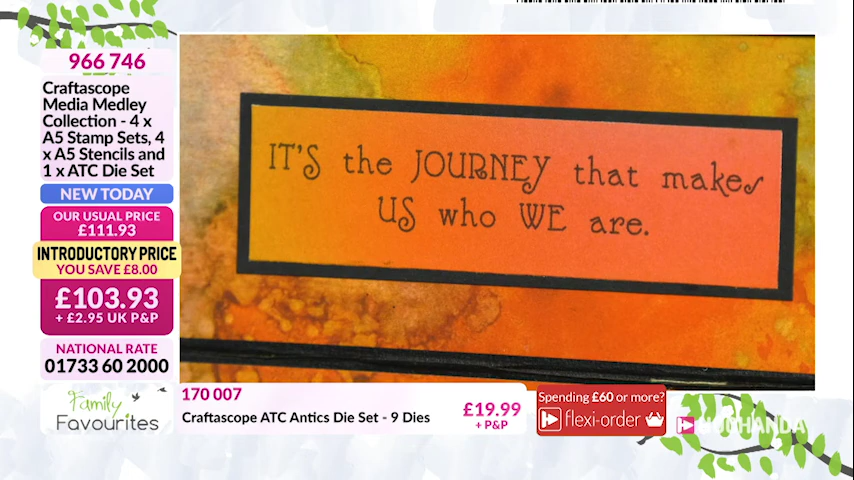 966 746
Craftascope
Media Medley
Collection - 4 x
A5 Stamp Sets, 4
x A5 Stencils and
1 x ATC Die Set
NEW TODAY
OUR USUAL PRICE
£111.93
INTRODUCTORY PRICE
YOU SAVE £8.00
£103.93
+ £2.95 UK P&P
NATIONAL RATE
01733 60 2000
Family
Favourites
IT'S the JOURNEY that makes
US who WE are.
170 007
Craftascope ATC Antics Die Set - 9 Dies
£19.99
+ P&P
Spending £60 or more?
flexi-order
HOCHANDA